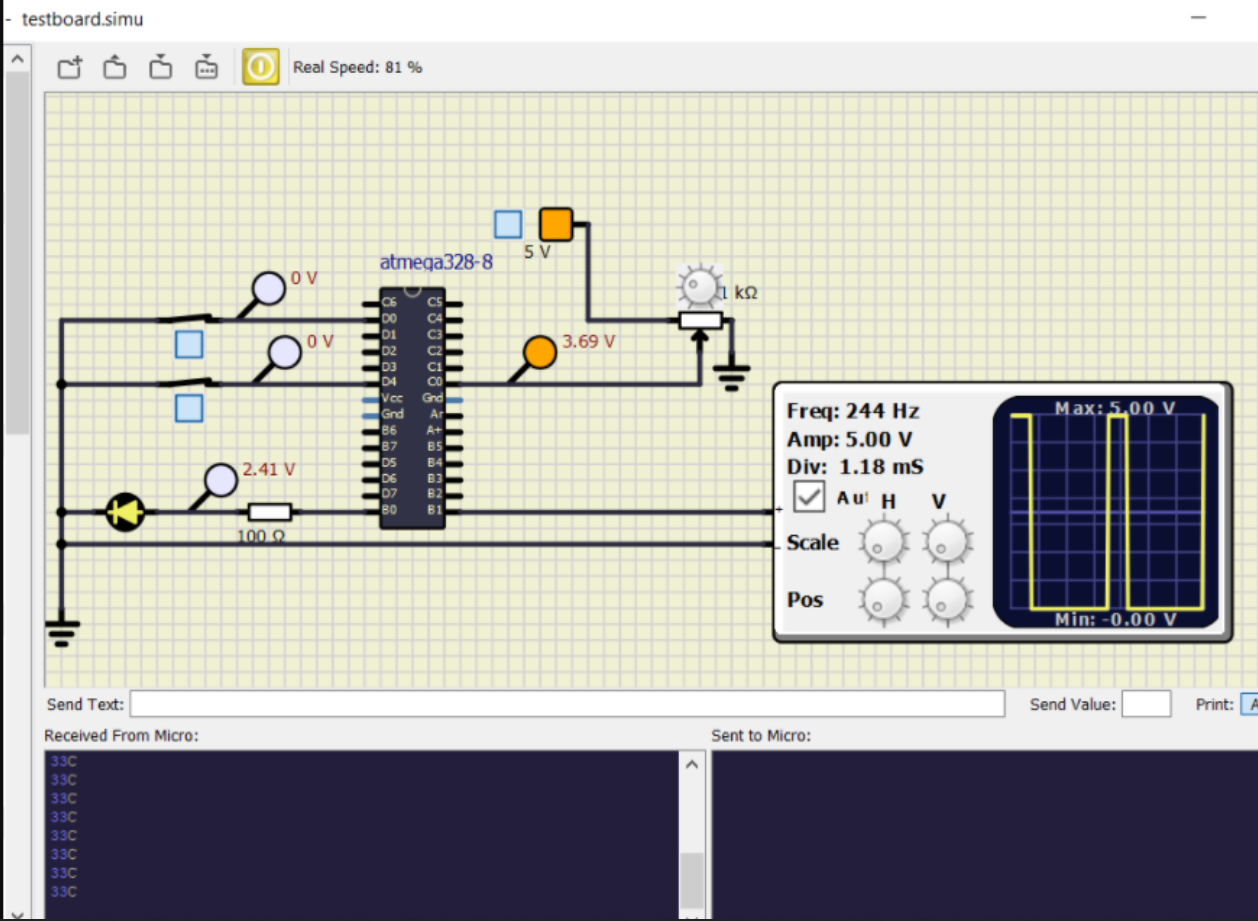 - testboard.simu
Real Speed: 81 %
5 V
atmega328-8
0 V
1 kΩ
0 V
3.69 V
C6 C5
D0 C4
D1 C3
D2 C2
D3 C1
D4 C0
Vcc Gnd
Gnd Ar
B6 A+
B7 B5
D5 B4
D6 B3
D7 B2
B0 B1
2.41 V
100 Ω
Freq: 244 Hz
Amp: 5.00 V
Div: 1.18 mS
Au H V
Scale
Pos
+
-
Max: 5.00 V
Min: -0.00 V
Send Text:
Send Value:
Print: A
Received From Micro:
Sent to Micro:
33C
33C
33C
33C
33C
33C
33C
33C